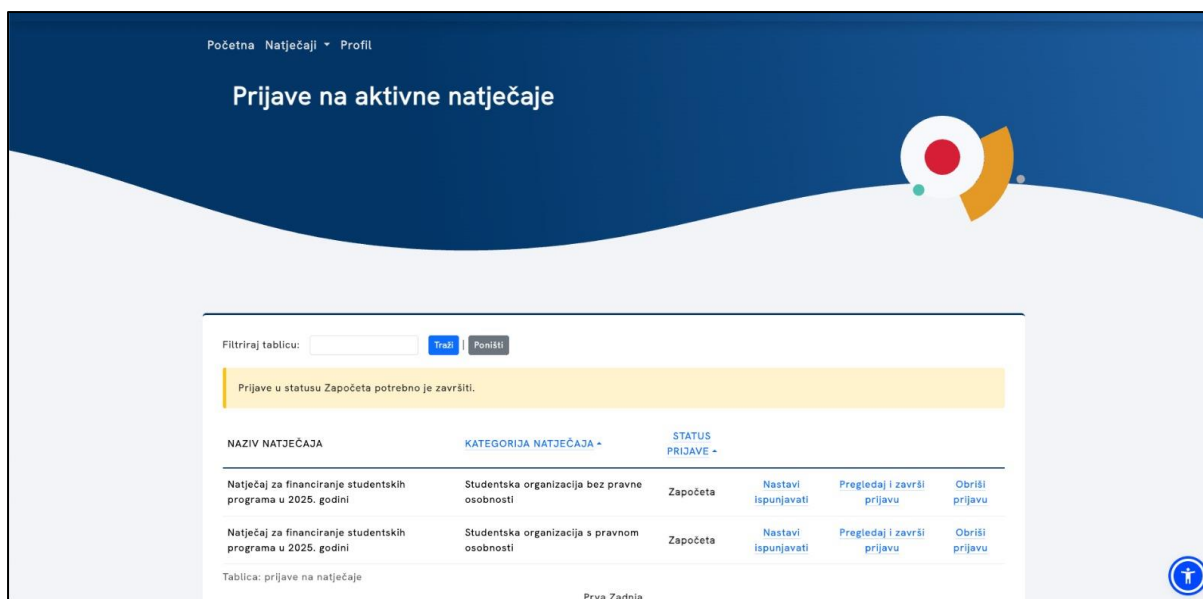 Početna Natječaji Profil
Prijave na aktivne natječaje
Filtriraj tablicu: Traži | Poništi
Prijave u statusu Započeta potrebno je završiti.
NAZIV NATJEČAJA KATEGORIJA NATJEČAJA STATUS
PRIJAVE
Natječaj za financiranje studentskih Studentska organizacija bez pravne Započeta Nastavi Pregledaj i završi Obriši
programa u 2025. godini osobnosti ispunjavati prijavu prijavu
Natječaj za financiranje studentskih Studentska organizacija s pravnom Započeta Nastavi Pregledaj i završi Obriši
programa u 2025. godini osobnosti ispunjavati prijavu prijavu
Tablica: prijave na natječaje
Prva Zadnja